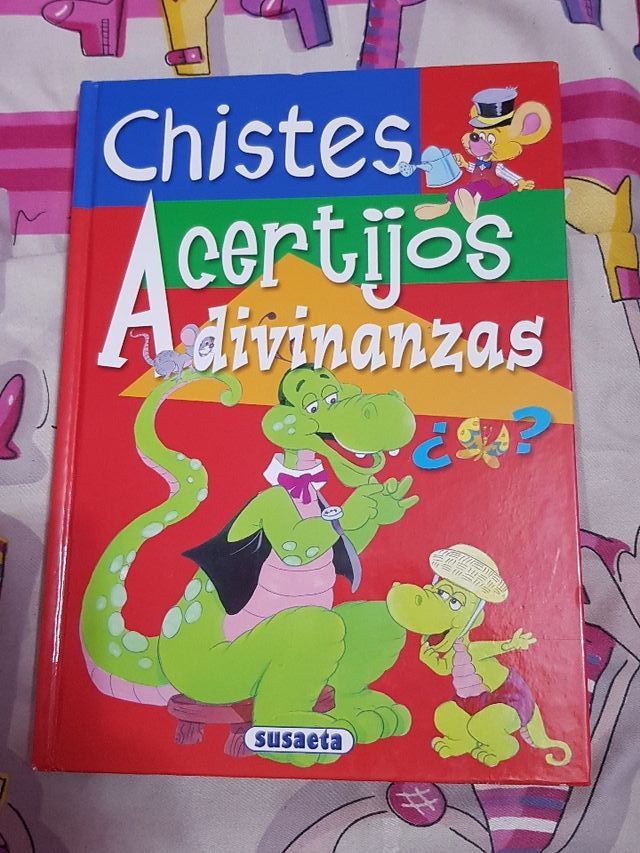 Chistes
Acertijos
Adivinanzas
¿?
susaeta